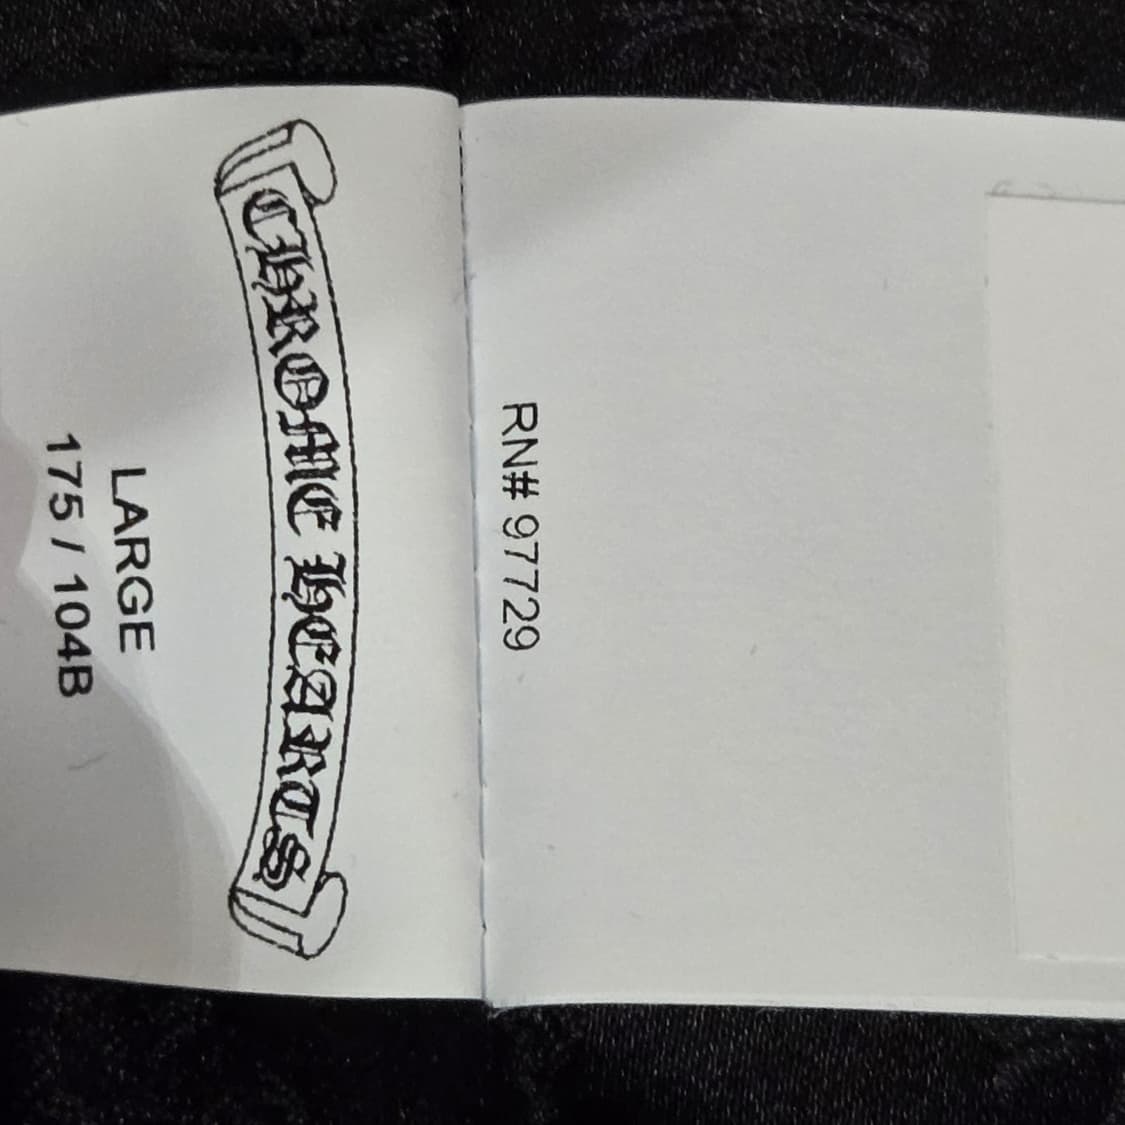 CHROME HEARTS
LARGE
175 / 104B
RN# 97729